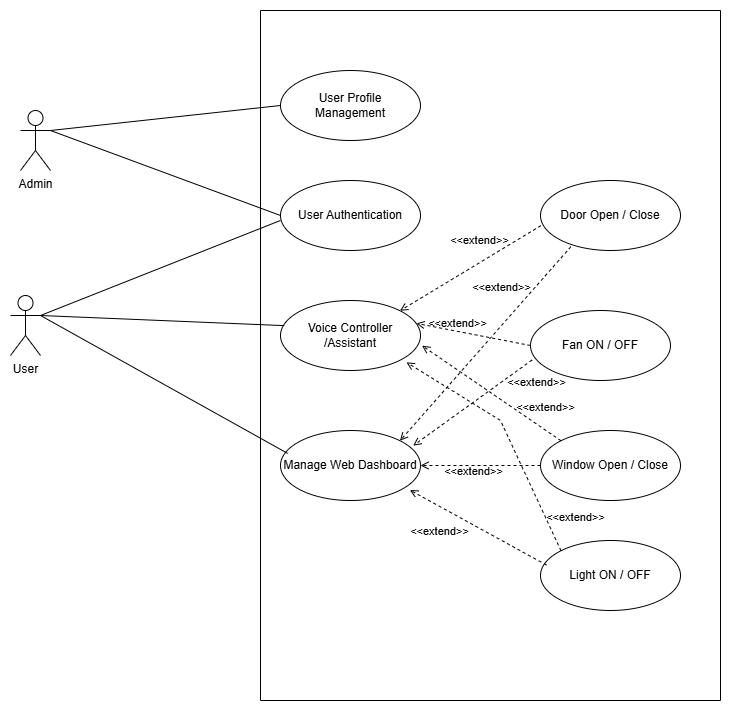 User Profile
Management
Admin
User Authentication
Door Open / Close
<<extend>>
<<extend>>
Voice Controller
/Assistant
<<extend>>
Fan ON / OFF
User
<<extend>>
<<extend>>
Manage Web Dashboard
<<extend>>
Window Open / Close
<<extend>>
<<extend>>
Light ON / OFF